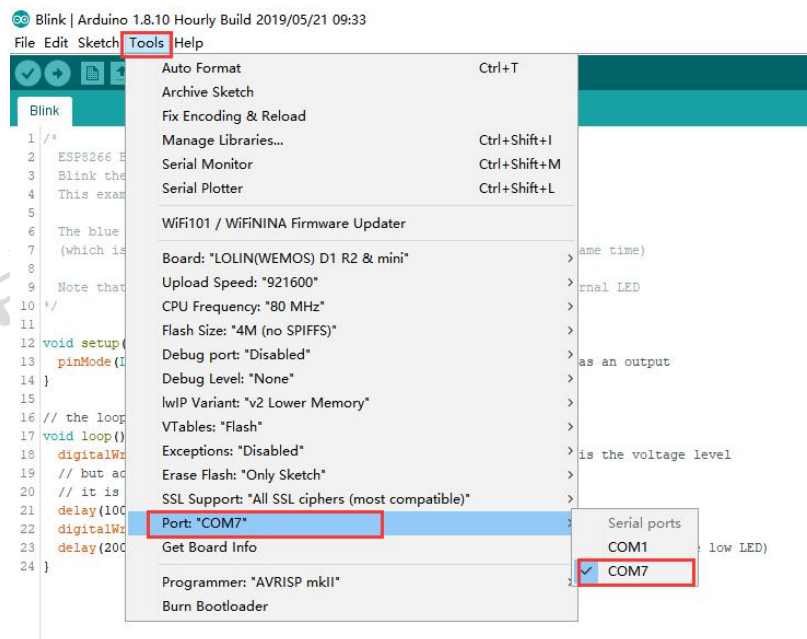 Blink | Arduino 1.8.10 Hourly Build 2019/05/21 09:33
File Edit Sketch Tools Help
Auto Format Ctrl+T
Archive Sketch
Fix Encoding & Reload
Manage Libraries... Ctrl+Shift+I
Serial Monitor Ctrl+Shift+M
Serial Plotter Ctrl+Shift+L
WiFi101 / WiFiNINA Firmware Updater
Board: "LOLIN(WEMOS) D1 R2 & mini"
Upload Speed: "921600"
CPU Frequency: "80 MHz"
Flash Size: "4M (no SPIFFS)"
Debug port: "Disabled"
Debug Level: "None"
lwIP Variant: "v2 Lower Memory"
VTables: "Flash"
Exceptions: "Disabled"
Erase Flash: "Only Sketch"
SSL Support: "All SSL ciphers (most compatible)"
Port: "COM7"
Get Board Info
Programmer: "AVRISP mkII"
Burn Bootloader
Serial ports
COM1
COM7
Blink
1 /*
2 ESP8266 B
3 Blink the
4 This exam
5
6 The blue
7 (which is ame time)
8
9 Note that rnal LED
10 */
11
12 void setup(
13 pinMode( as an output
14 }
15
16 // the loop
17 void loop()
18 digitalWr is the voltage level
19 // but ac
20 // it is
21 delay(100
22 digitalWr
23 delay(200 low LED)
24 }